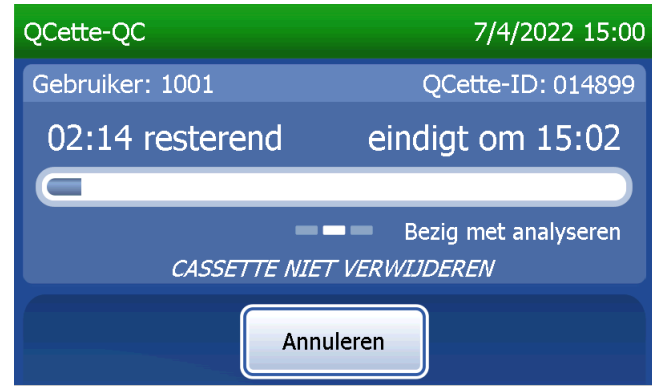 QCette-QC 7/4/2022 15:00
Gebruiker: 1001 QCette-ID: 014899
02:14 resterend eindigt om 15:02
Bezig met analyseren
CASSETTE NIET VERWIJDEREN
Annuleren